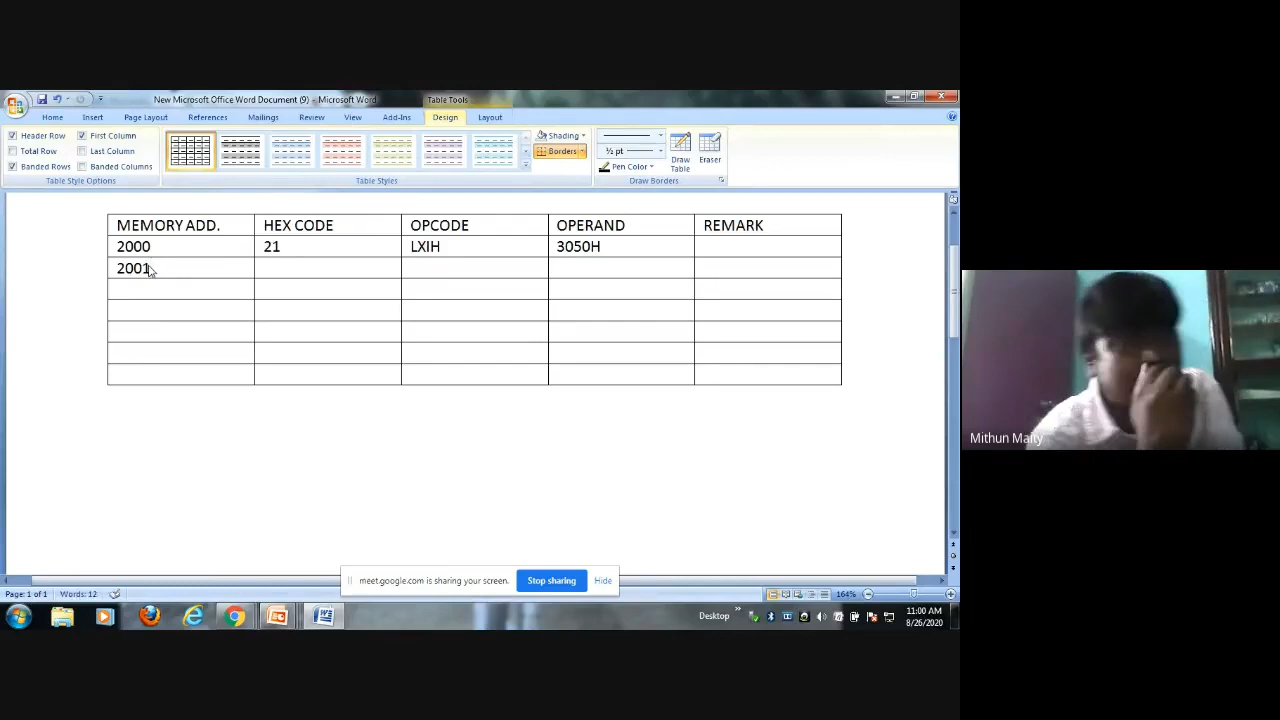 New Microsoft Office Word Document (9) - Microsoft Word
Table Tools
Home Insert Page Layout References Mailings Review View Add-Ins Design Layout
Header Row First Column
Total Row Last Column
Banded Rows Banded Columns
Table Style Options
Table Styles
Shading
Borders
½ pt
Pen Color
Draw Table
Eraser
Draw Borders
MEMORY ADD. HEX CODE OPCODE OPERAND REMARK
2000 21 LXIH 3050H
2001
Mithun Maity
meet.google.com is sharing your screen. Stop sharing Hide
Page: 1 of 1 Words: 12 164%
Desktop 11:00 AM
8/26/2020